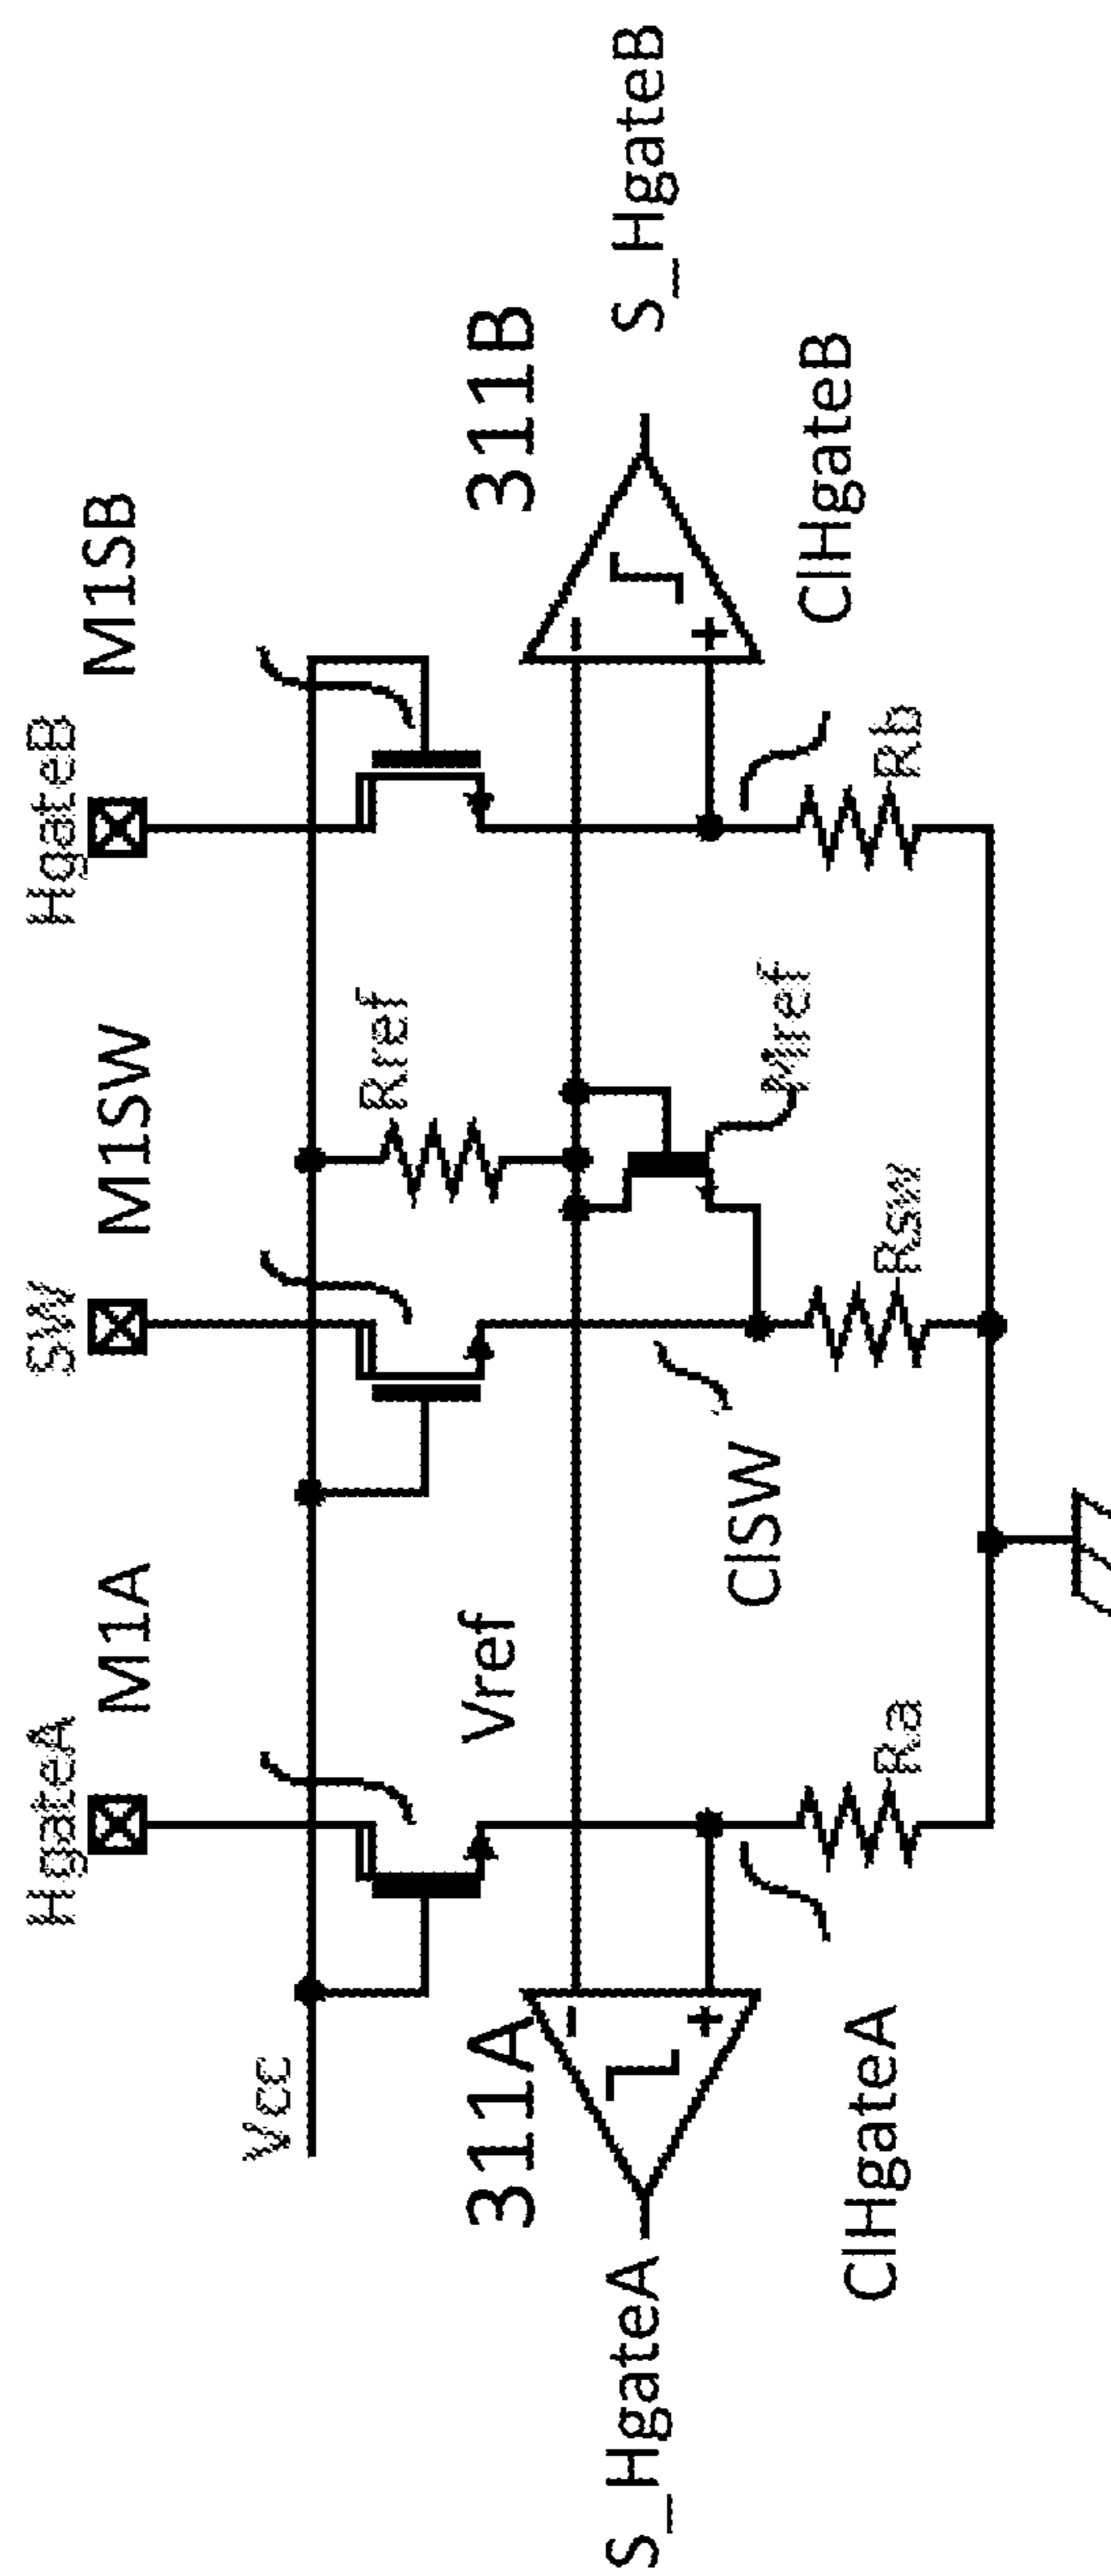 HgateA
SW
HgateB
M1A
M1SW
M1SB
Vcc
Rref
Vref
311A
311B
-
-
S_HgateA
S_HgateB
+
+
Mref
ClSW
ClHgateA
ClHgateB
Ra
Rsw
Rb